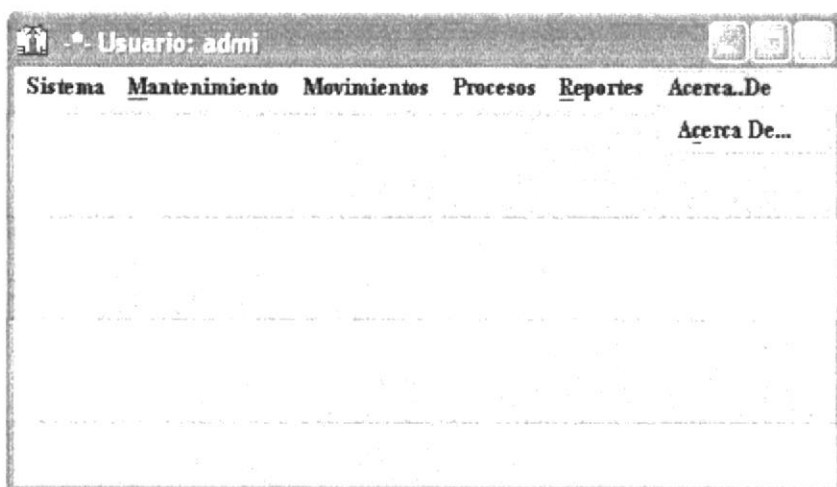 -*- Usuario: admi
Sistema Mantenimiento Movimientos Procesos Reportes Acerca..De
Acerca De...